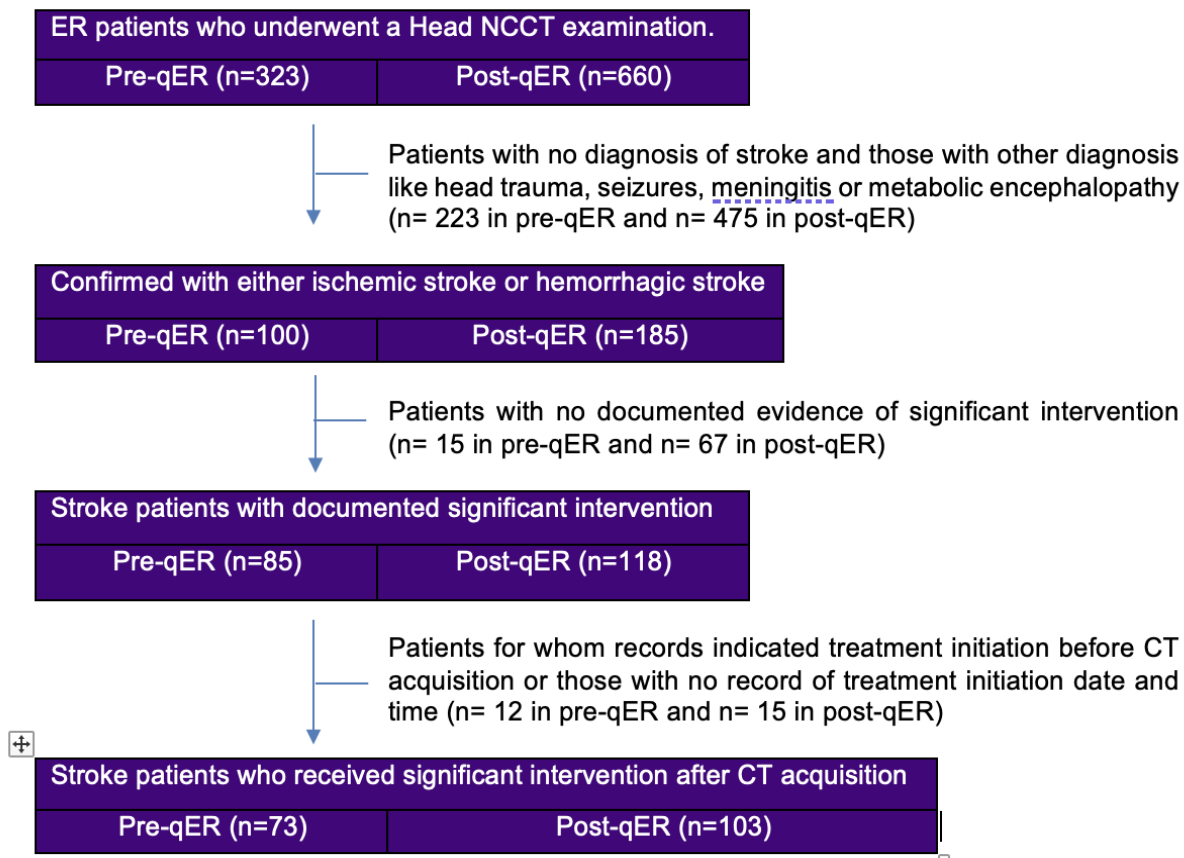 ER patients who underwent a Head NCCT examination.
Pre-qER (n=323) Post-qER (n=660)
Patients with no diagnosis of stroke and those with other diagnosis
like head trauma, seizures, meningitis or metabolic encephalopathy
(n= 223 in pre-qER and n= 475 in post-qER)
Confirmed with either ischemic stroke or hemorrhagic stroke
Pre-qER (n=100) Post-qER (n=185)
Patients with no documented evidence of significant intervention
(n= 15 in pre-qER and n= 67 in post-qER)
Stroke patients with documented significant intervention
Pre-qER (n=85) Post-qER (n=118)
Patients for whom records indicated treatment initiation before CT
acquisition or those with no record of treatment initiation date and
time (n= 12 in pre-qER and n= 15 in post-qER)
Stroke patients who received significant intervention after CT acquisition
Pre-qER (n=73) Post-qER (n=103)